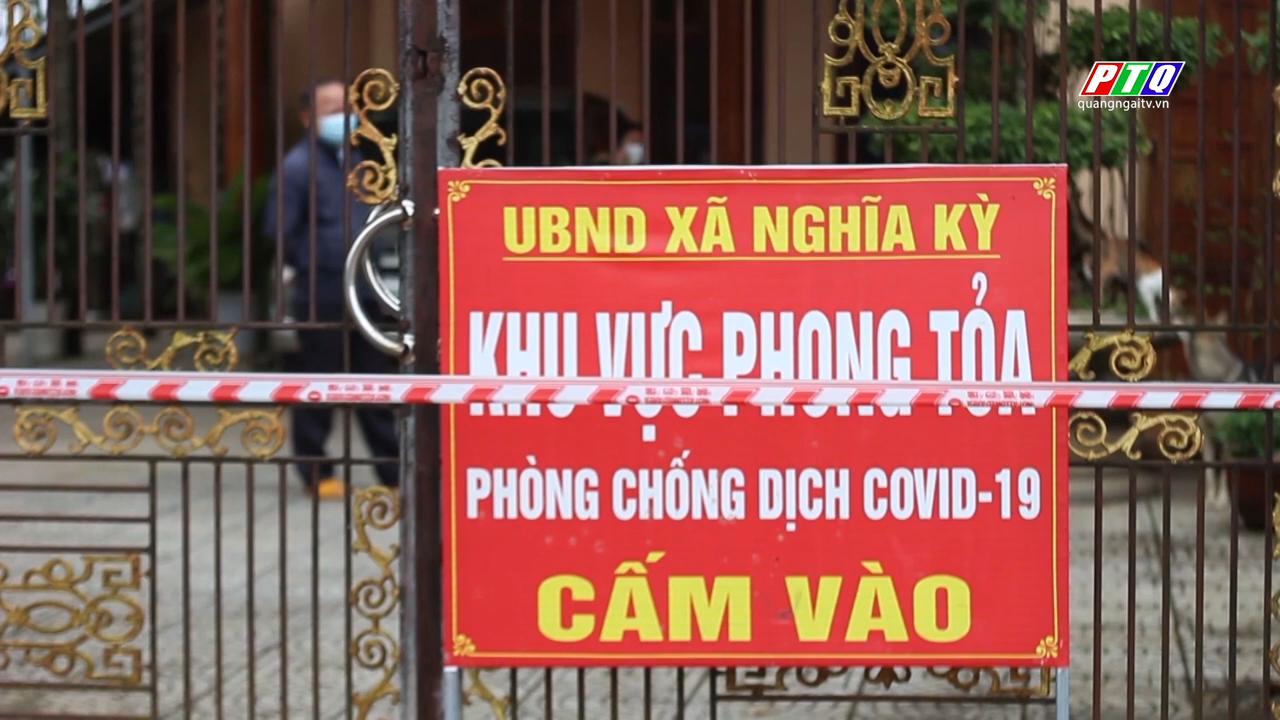 PTQ
quangngaitv.vn
UBND XÃ NGHĨA KỲ
KHU VỰC PHONG TỎA
PHÒNG CHỐNG DỊCH COVID-19
CẤM VÀO